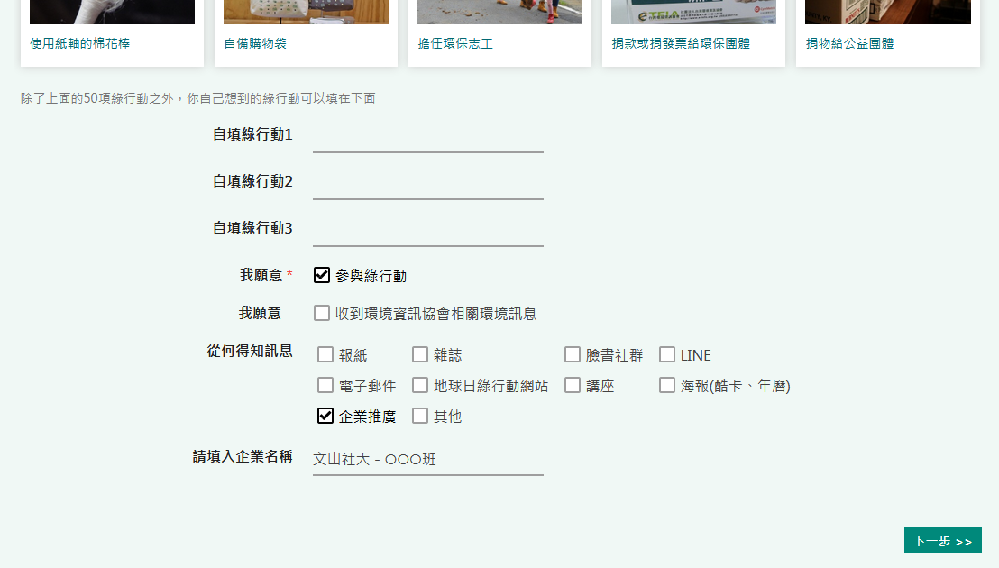 使用紙軸的棉花棒
自備購物袋
擔任環保志工
捐款或捐發票給環保團體
捐物給公益團體
除了上面的50項綠行動之外，你自己想到的綠行動可以填在下面
自填綠行動1
自填綠行動2
自填綠行動3
我願意 * 參與綠行動
我願意 收到環境資訊協會相關環境訊息
從何得知訊息 報紙 雜誌 臉書社群 LINE
電子郵件 地球日綠行動網站 講座 海報(酷卡、年曆)
企業推廣 其他
請填入企業名稱 文山社大 - OOO班
下一步 >>